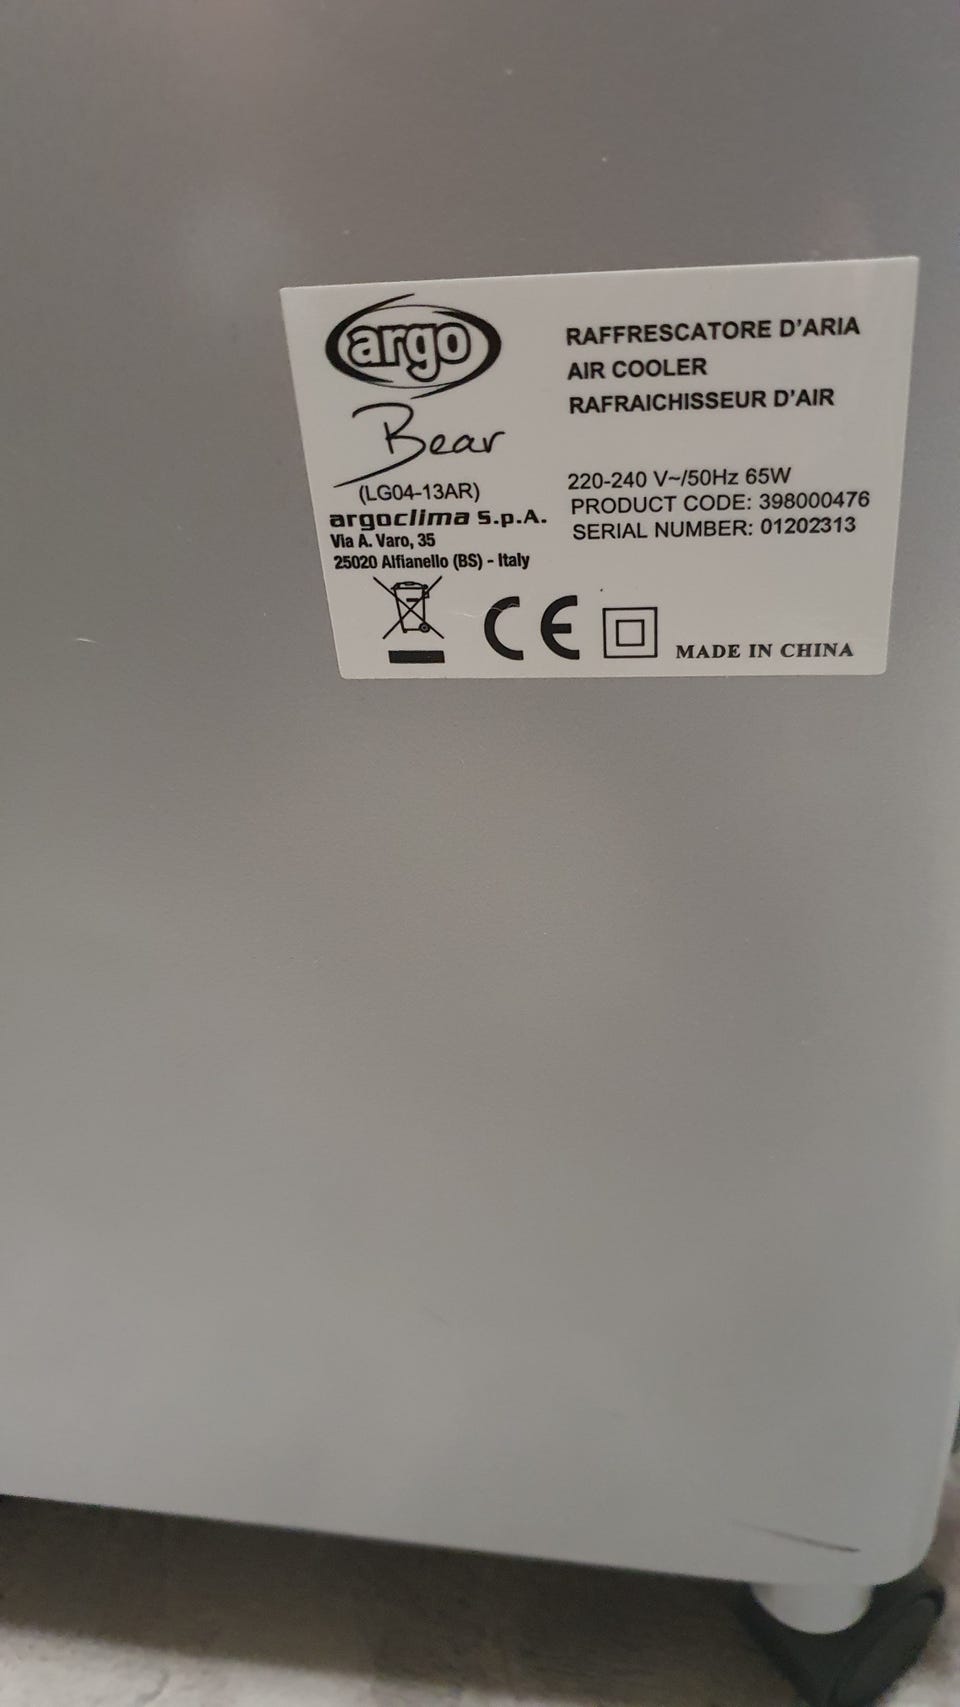 argo
Bear
(LG04-13AR)
argoclima S.p.A.
Via A. Varo, 35
25020 Alfianello (BS) - Italy
RAFFRESCATORE D'ARIA
AIR COOLER
RAFRAICHISSEUR D'AIR
220-240 V~/50Hz 65W
PRODUCT CODE: 398000476
SERIAL NUMBER: 01202313
CE
MADE IN CHINA